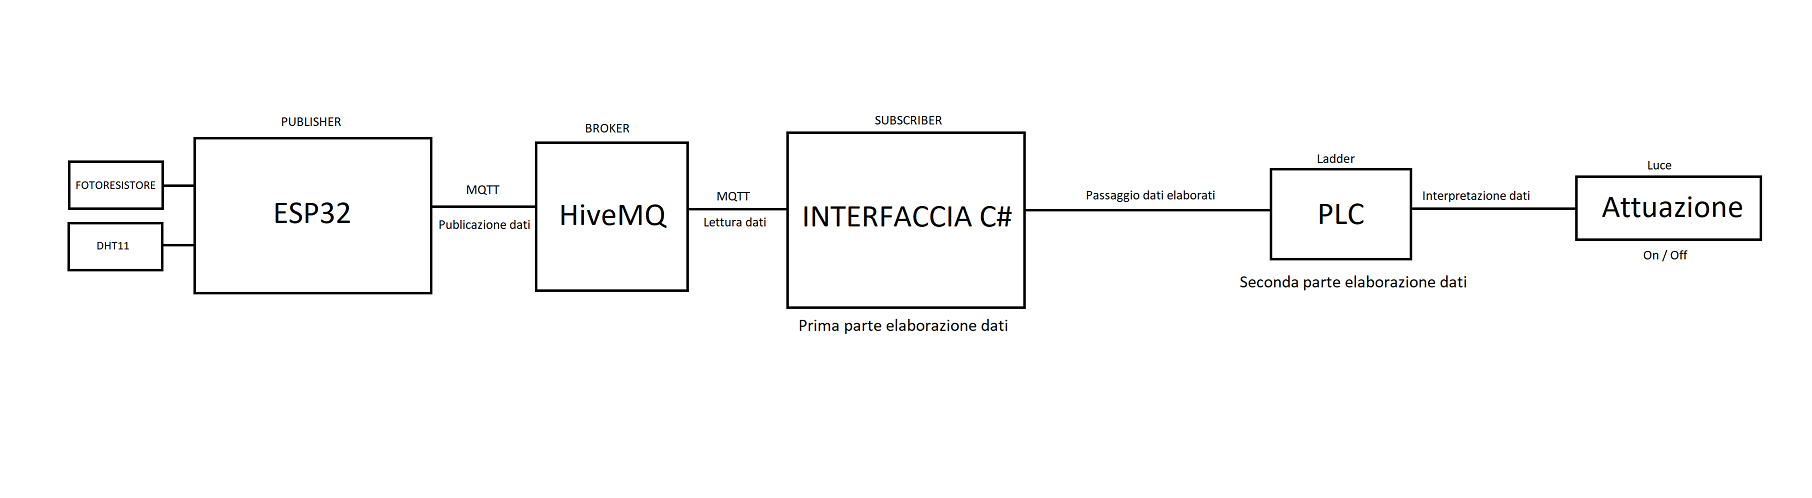 PUBLISHER
FOTORESISTORE
DHT11
ESP32
MQTT
Publicazione dati
BROKER
HiveMQ
MQTT
Lettura dati
SUBSCRIBER
INTERFACCIA C#
Prima parte elaborazione dati
Passaggio dati elaborati
Ladder
PLC
Seconda parte elaborazione dati
Interpretazione dati
Luce
Attuazione
On / Off